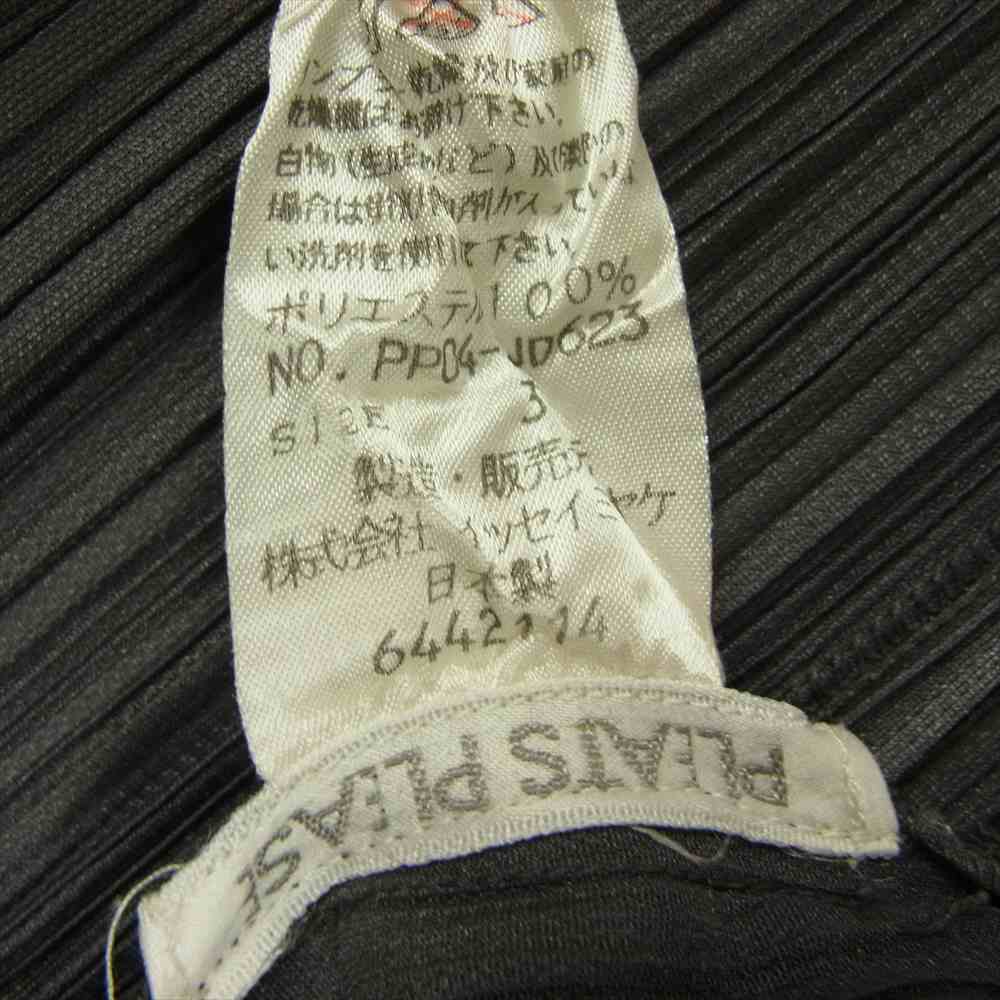 乾燥機はお避け下さい。
白物(生成りなど)及び淡色の
場合は蛍光増白剤が入っていな
い洗剤を使用して下さい。
ポリエステル100%
NO. PP04-JD623
SIZE 3
製造・販売元
株式会社イッセイミヤケ
日本製
6442114
PLEATS PLEASE